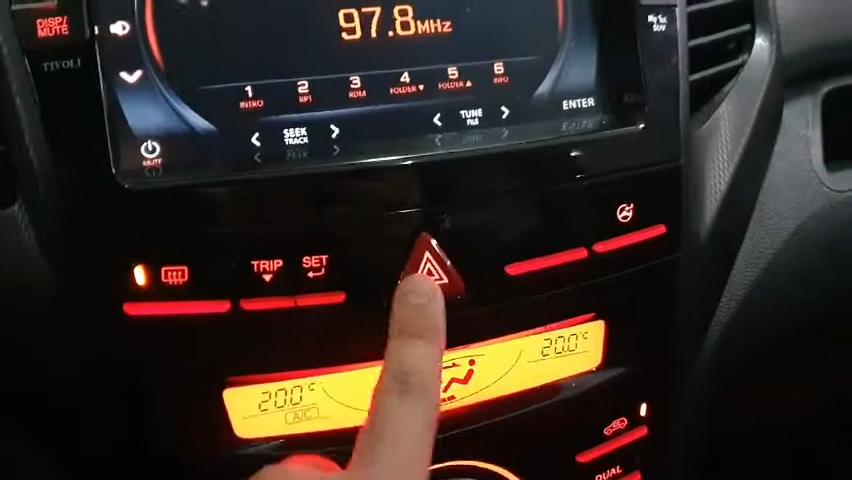 DISP/
MUTE
TIVOLI
97.8MHz
My 1st
SUV
1 2 3 4 5 6
INTRO RPT RDM FOLDER▼ FOLDER▲ INFO
SEEK
TRACK
TUNE
FILE
ENTER
MUTE
TRIP SET
20.0°C
A/C
20.0°C
DUAL